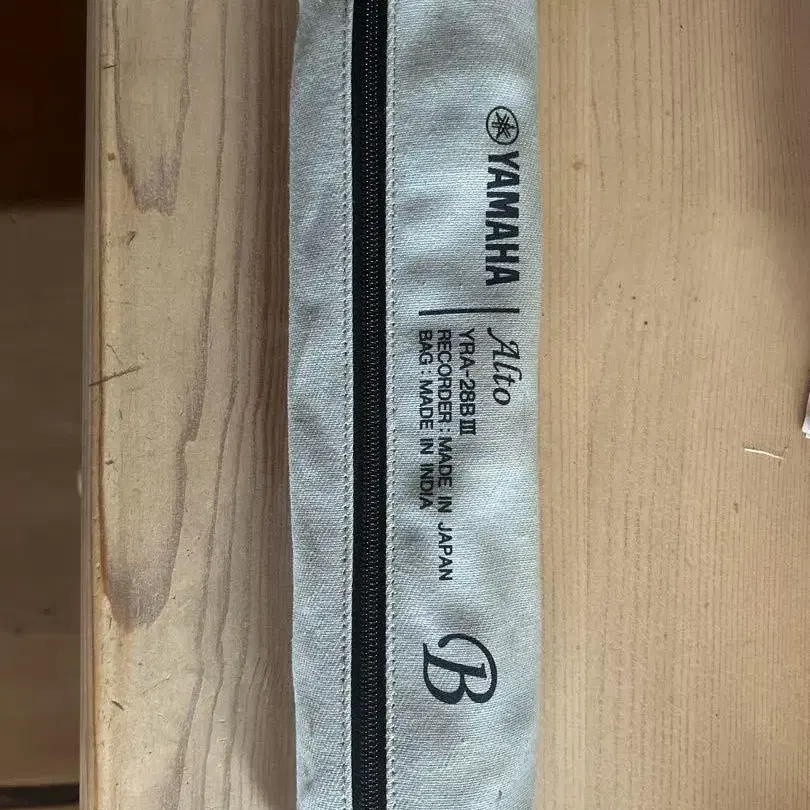 YAMAHA
Alto
YRA-28BⅢ
RECORDER: MADE IN JAPAN
BAG: MADE IN INDIA
B